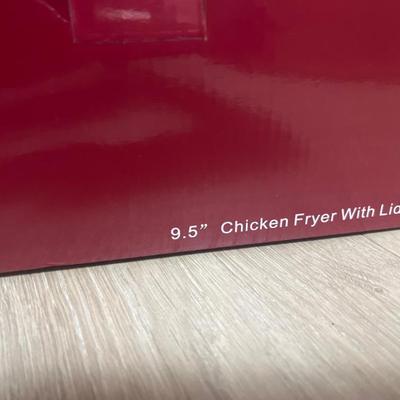 9.5” Chicken Fryer With Lid